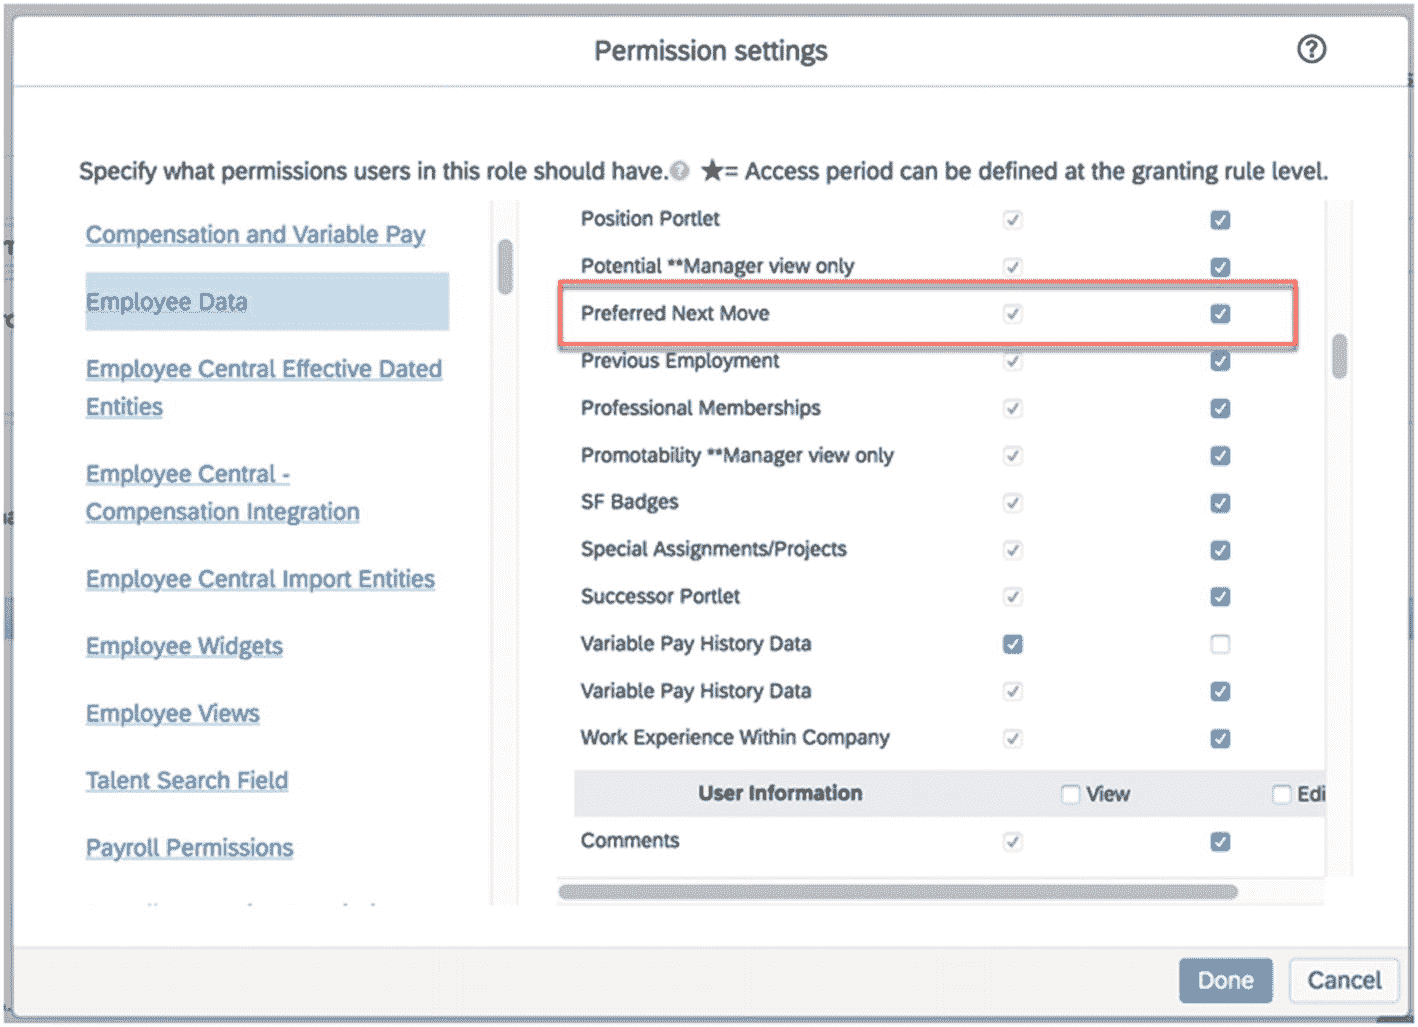 Permission settings
Specify what permissions users in this role should have. ? ★= Access period can be defined at the granting rule level.
Compensation and Variable Pay
Employee Data
Employee Central Effective Dated
Entities
Employee Central -
Compensation Integration
Employee Central Import Entities
Employee Widgets
Employee Views
Talent Search Field
Payroll Permissions
Position Portlet
Potential **Manager view only
Preferred Next Move
Previous Employment
Professional Memberships
Promotability **Manager view only
SF Badges
Special Assignments/Projects
Successor Portlet
Variable Pay History Data
Variable Pay History Data
Work Experience Within Company
User Information View Edi
Comments
Done Cancel